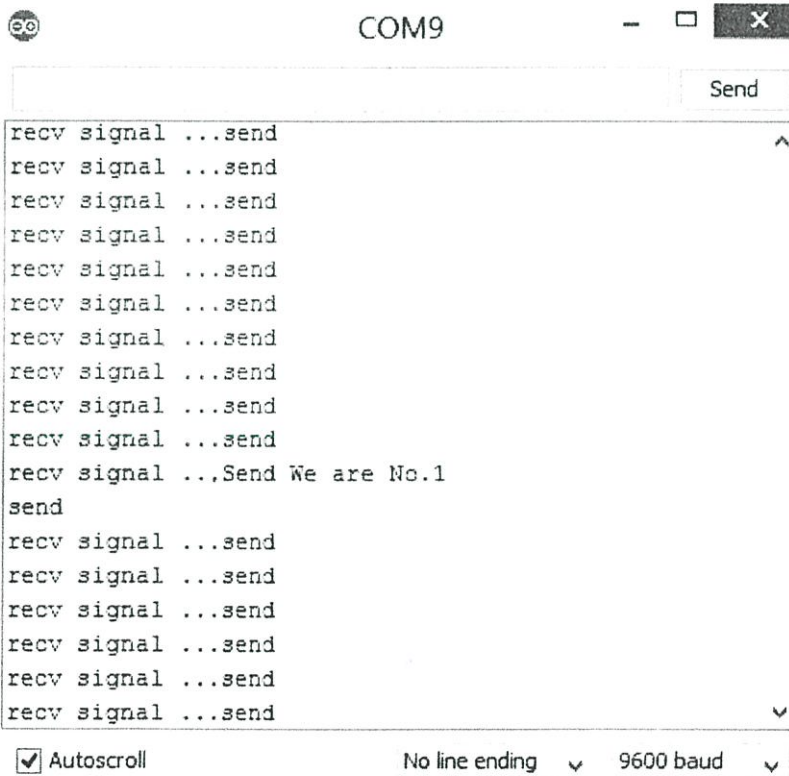 COM9
Send
recv signal ...send
recv signal ...send
recv signal ...send
recv signal ...send
recv signal ...send
recv signal ...send
recv signal ...send
recv signal ...send
recv signal ...send
recv signal ...send
recv signal ..,Send We are No.1
send
recv signal ...send
recv signal ...send
recv signal ...send
recv signal ...send
recv signal ...send
recv signal ...send
Autoscroll No line ending 9600 baud